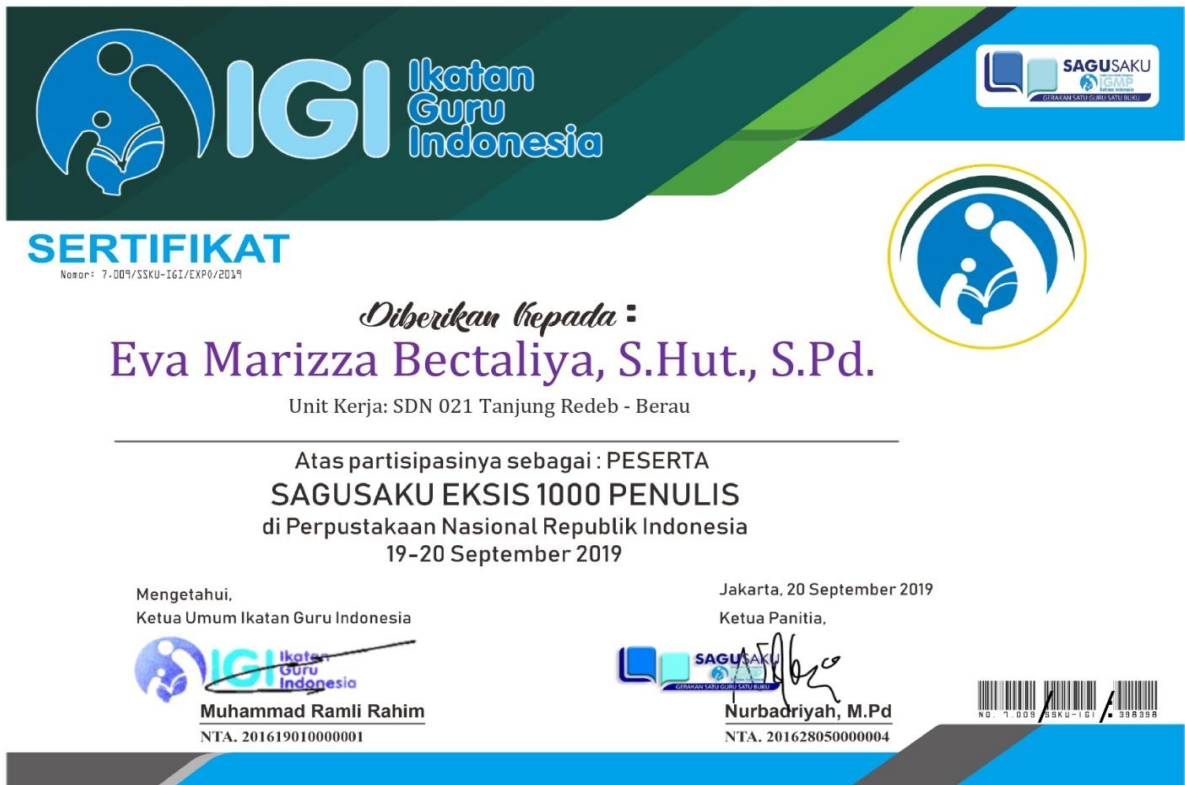 IGI Ikatan
Guru
Indonesia
SAGUSAKU
IGMP
Bahasa Indonesia
GERAKAN SATU GURU SATU BUKU
SERTIFIKAT
Nomor: 7.009/SSKU-IGI/EXPO/2019
Diberikan Kepada :
Eva Marizza Bectaliya, S.Hut., S.Pd.
Unit Kerja: SDN 021 Tanjung Redeb - Berau
Atas partisipasinya sebagai : PESERTA
SAGUSAKU EKSIS 1000 PENULIS
di Perpustakaan Nasional Republik Indonesia
19-20 September 2019
Mengetahui,
Ketua Umum Ikatan Guru Indonesia
IGI Ikatan
Guru
Indonesia
Muhammad Ramli Rahim
NTA. 201619010000001
Jakarta, 20 September 2019
Ketua Panitia,
SAGUSAKU
GERAKAN SATU GURU SATU BUKU
Nurbadriyah, M.Pd
NTA. 201628050000004
NO. 7.009/SSKU-IGI/.398398